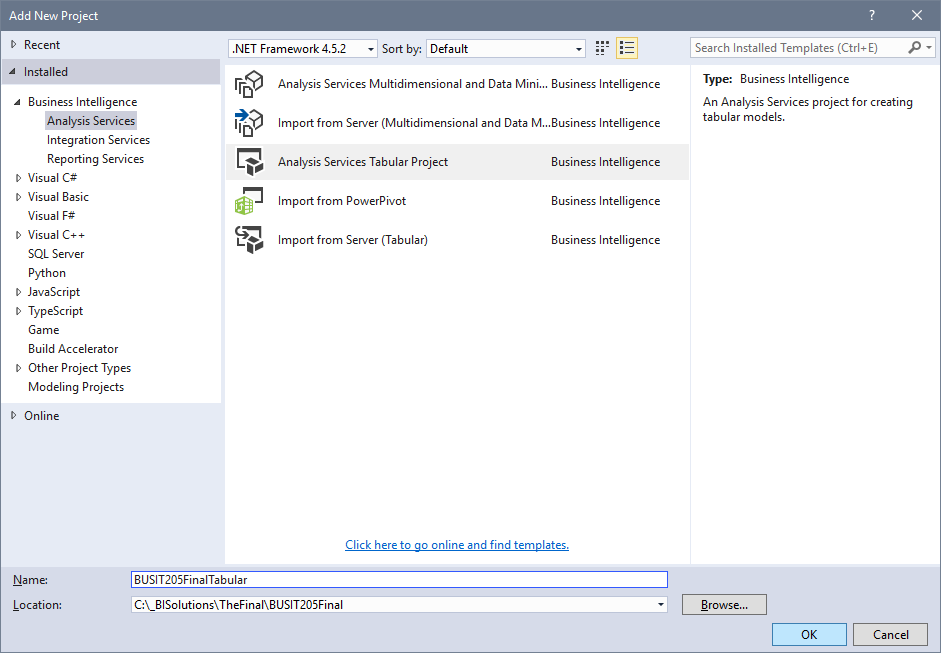 Add New Project
?
Recent
.NET Framework 4.5.2
Sort by:
Default
Search Installed Templates (Ctrl+E)
Installed
Business Intelligence
Analysis Services
Integration Services
Reporting Services
Visual C#
Visual Basic
Visual F#
Visual C++
SQL Server
Python
JavaScript
TypeScript
Game
Build Accelerator
Other Project Types
Modeling Projects
Online
Analysis Services Multidimensional and Data Mini... Business Intelligence
Import from Server (Multidimensional and Data M... Business Intelligence
Analysis Services Tabular Project Business Intelligence
Import from PowerPivot Business Intelligence
Import from Server (Tabular) Business Intelligence
Click here to go online and find templates.
Type: Business Intelligence
An Analysis Services project for creating
tabular models.
Name: BUSIT205FinalTabular
Location: C:\_BISolutions\TheFinal\BUSIT205Final
Browse...
OK Cancel